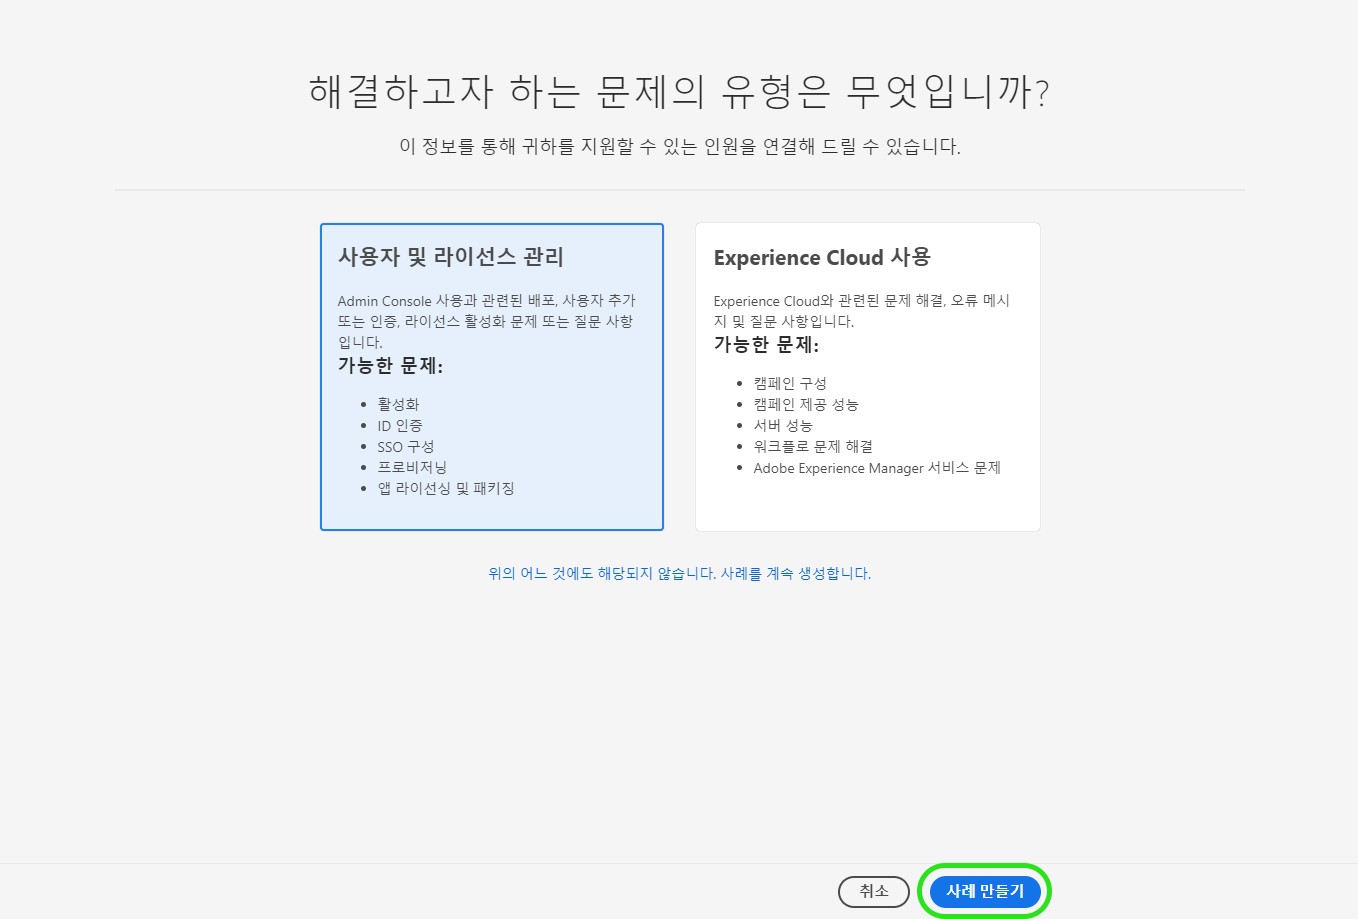 해결하고자 하는 문제의 유형은 무엇입니까?
이 정보를 통해 귀하를 지원할 수 있는 인원을 연결해 드릴 수 있습니다.
사용자 및 라이선스 관리
Admin Console 사용과 관련된 배포, 사용자 추가
또는 인증, 라이선스 활성화 문제 또는 질문 사항
입니다.
가능한 문제:
활성화
ID 인증
SSO 구성
프로비저닝
앱 라이선싱 및 패키징
Experience Cloud 사용
Experience Cloud와 관련된 문제 해결, 오류 메시
지 및 질문 사항입니다.
가능한 문제:
캠페인 구성
캠페인 제공 성능
서버 성능
워크플로 문제 해결
Adobe Experience Manager 서비스 문제
위의 어느 것에도 해당되지 않습니다. 사례를 계속 생성합니다.
취소
사례 만들기